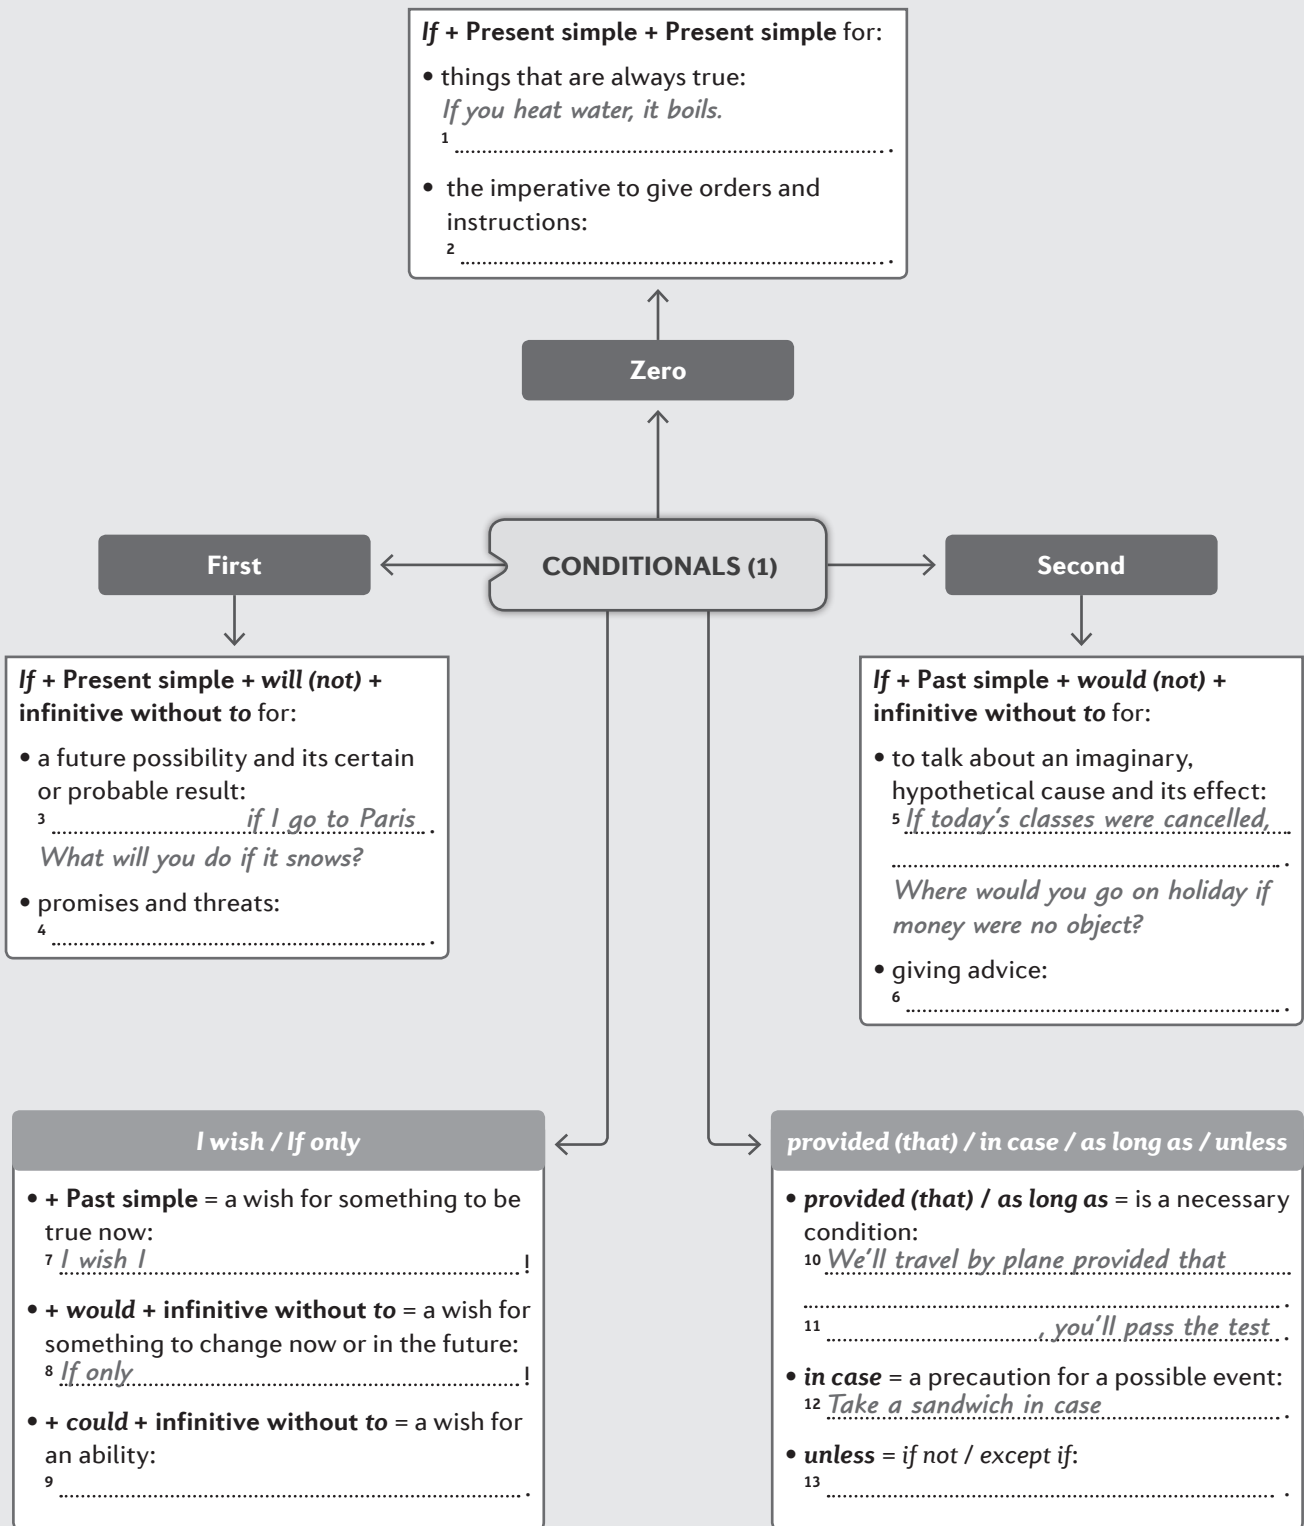 If + Present simple + Present simple for:
• things that are always true:
If you heat water, it boils.
1 .
• the imperative to give orders and
instructions:
2 .
Zero
CONDITIONALS (1)
First
If + Present simple + will (not) +
infinitive without to for:
• a future possibility and its certain
or probable result:
3 if I go to Paris .
What will you do if it snows?
• promises and threats:
4 .
Second
If + Past simple + would (not) +
infinitive without to for:
• to talk about an imaginary,
hypothetical cause and its effect:
5 If today's classes were cancelled,
.
Where would you go on holiday if
money were no object?
• giving advice:
6 .
I wish / If only
• + Past simple = a wish for something to be
true now:
7 I wish I !
• + would + infinitive without to = a wish for
something to change now or in the future:
8 If only !
• + could + infinitive without to = a wish for
an ability:
9 .
provided (that) / in case / as long as / unless
• provided (that) / as long as = is a necessary
condition:
10 We'll travel by plane provided that
.
11 , you'll pass the test .
• in case = a precaution for a possible event:
12 Take a sandwich in case .
• unless = if not / except if:
13 .